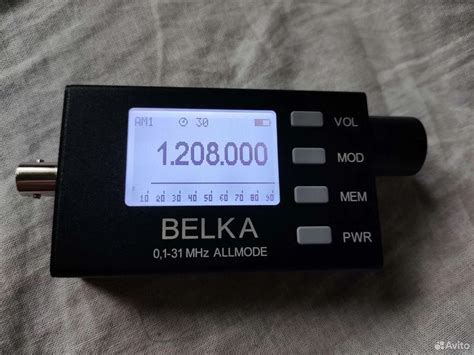 AM1 30
1.208.000
10 20 30 40 50 60 70 80 90
VOL
MOD
MEM
PWR
BELKA
0,1-31 MHz ALLMODE
Avito